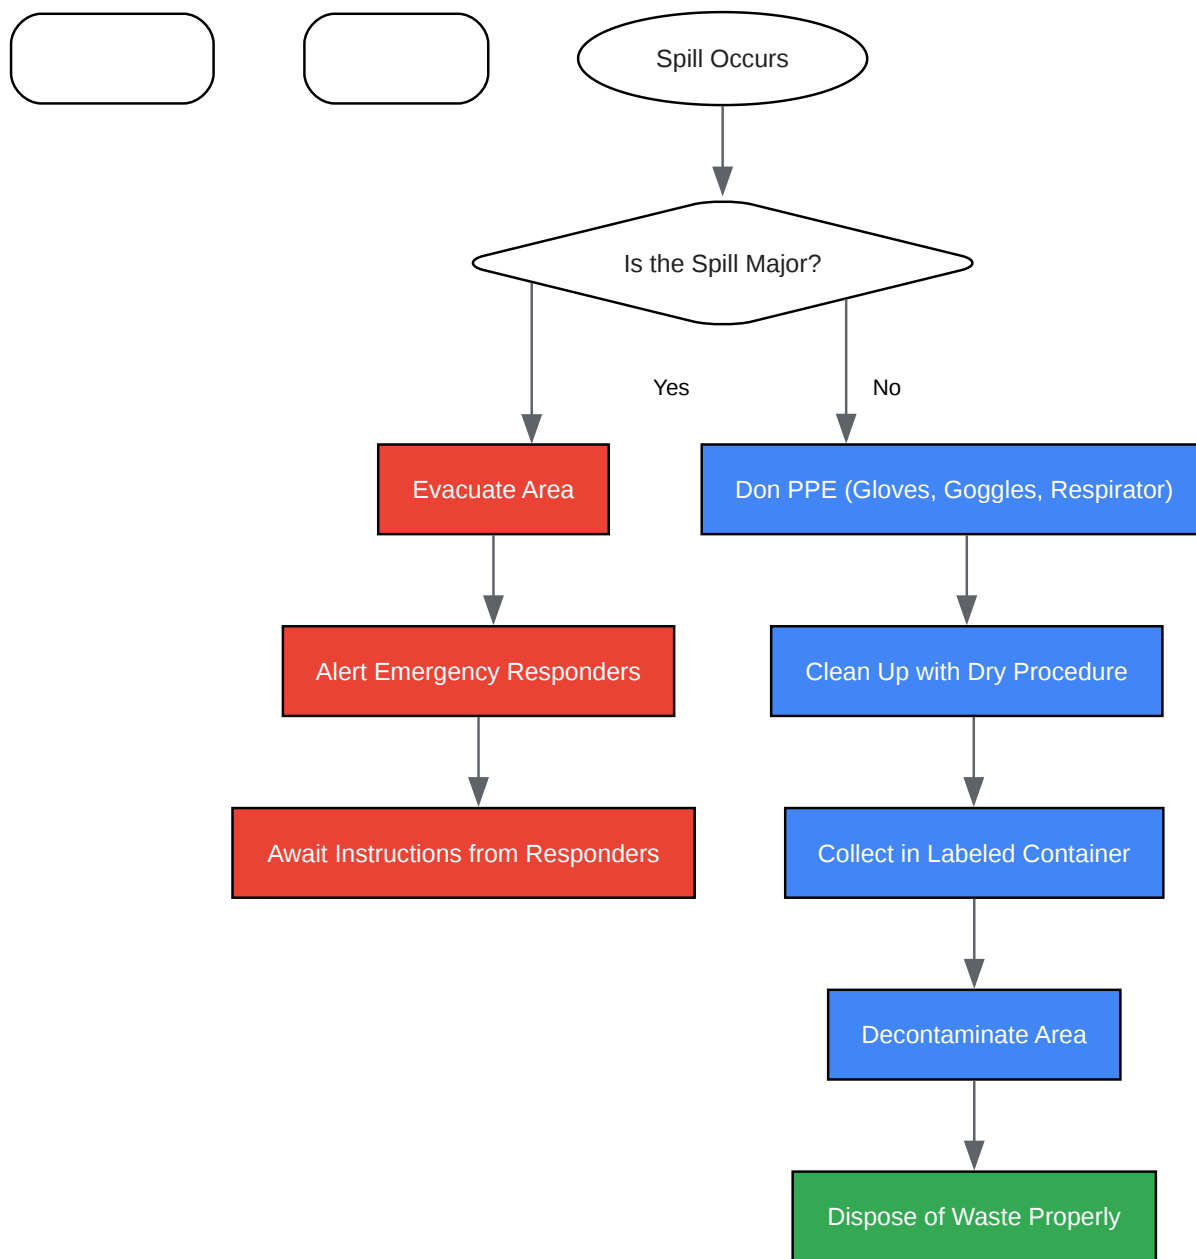 Spill Occurs
Is the Spill Major?
Yes
No
Evacuate Area
Don PPE (Gloves, Goggles, Respirator)
Alert Emergency Responders
Clean Up with Dry Procedure
Await Instructions from Responders
Collect in Labeled Container
Decontaminate Area
Dispose of Waste Properly